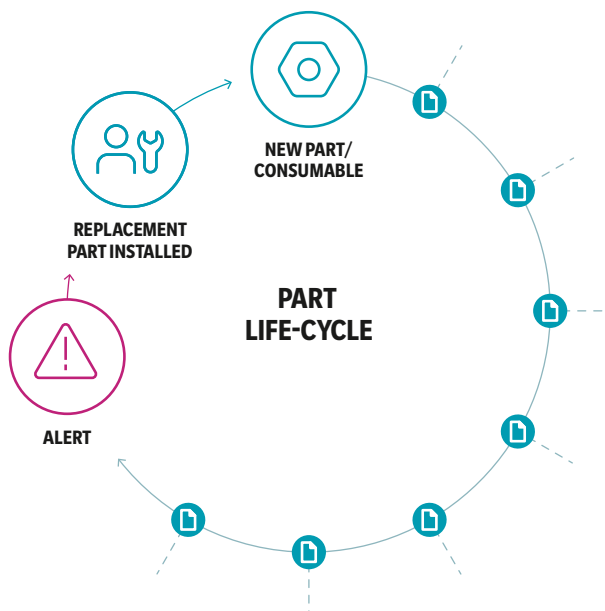 NEW PART/
CONSUMABLE
REPLACEMENT
PART INSTALLED
PART
LIFE-CYCLE
ALERT